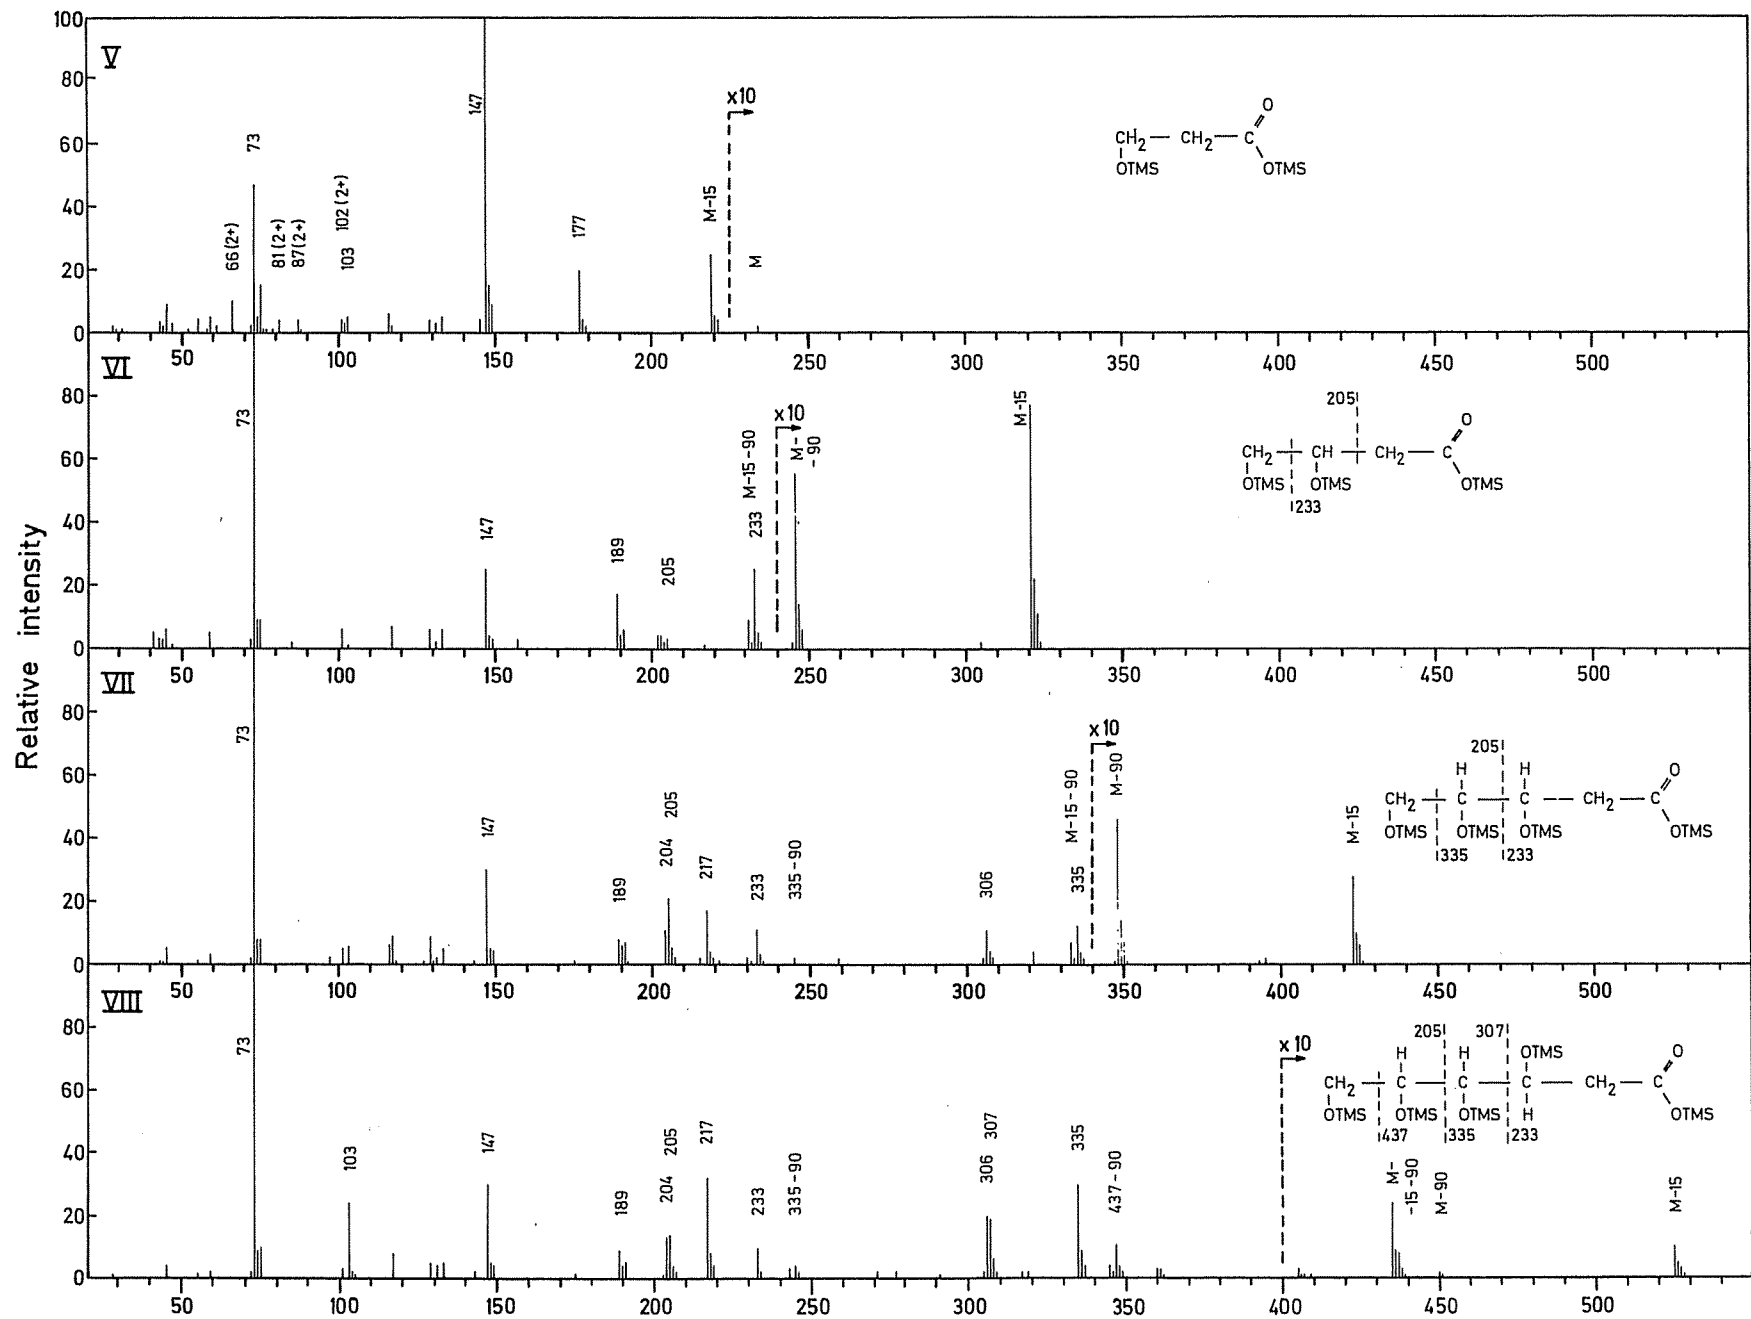 Relative intensity
V
100
80
60
40
20
0
66(2+)
73
81(2+)
87(2+)
103 102(2+)
147
177
M-15
x10
M
CH2 — CH2 — C
O
OTMS
OTMS
50 100 150 200 250 300 350 400 450 500
VI
80
60
40
20
0
73
147
189
205
233 M-15-90
x10
M-
-90
M-15
205
CH2 CH CH2 — C
O
OTMS OTMS OTMS
233
50 100 150 200 250 300 350 400 450 500
VII
80
60
40
20
0
73
147
189
204 205
217
233
335-90
306
335 M-15-90
x10
M-90
M-15
205
H H O
CH2 C C CH2 — C
OTMS OTMS OTMS OTMS
335 233
50 100 150 200 250 300 350 400 450 500
VIII
80
60
40
20
0
73
103
147
189
204 205
217
233
335-90
306 307
335
437-90
x10
M-
-15-90
M-90
M-15
205 307
H H OTMS O
CH2 C C C CH2 — C
OTMS OTMS OTMS H OTMS
437 335 233
50 100 150 200 250 300 350 400 450 500